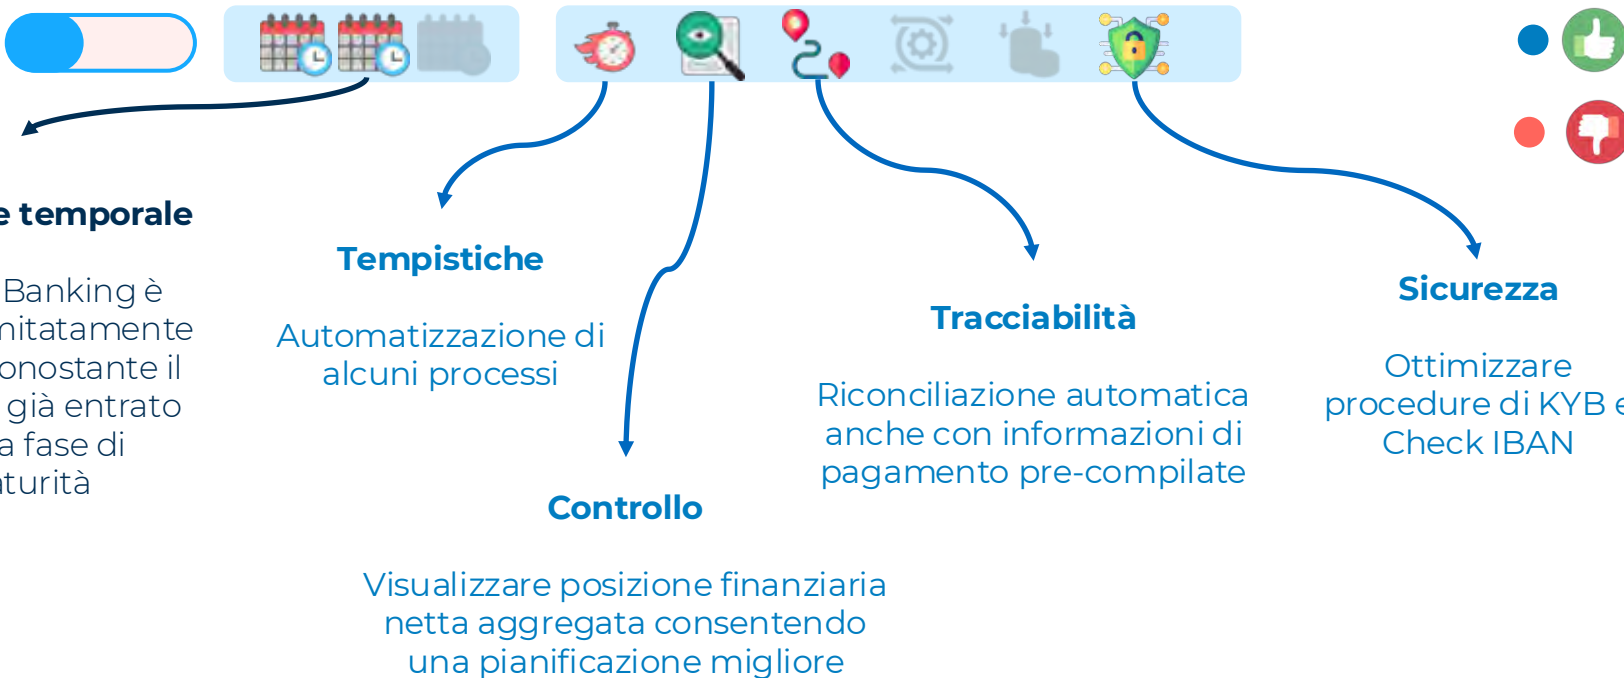 e temporale
Banking è
mitatamente
onostante il
già entrato
a fase di
aturità
Tempistiche
Automatizzazione di
alcuni processi
Controllo
Visualizzare posizione finanziaria
netta aggregata consentendo
una pianificazione migliore
Tracciabilità
Riconciliazione automatica
anche con informazioni di
pagamento pre-compilate
Sicurezza
Ottimizzare
procedure di KYB e
Check IBAN